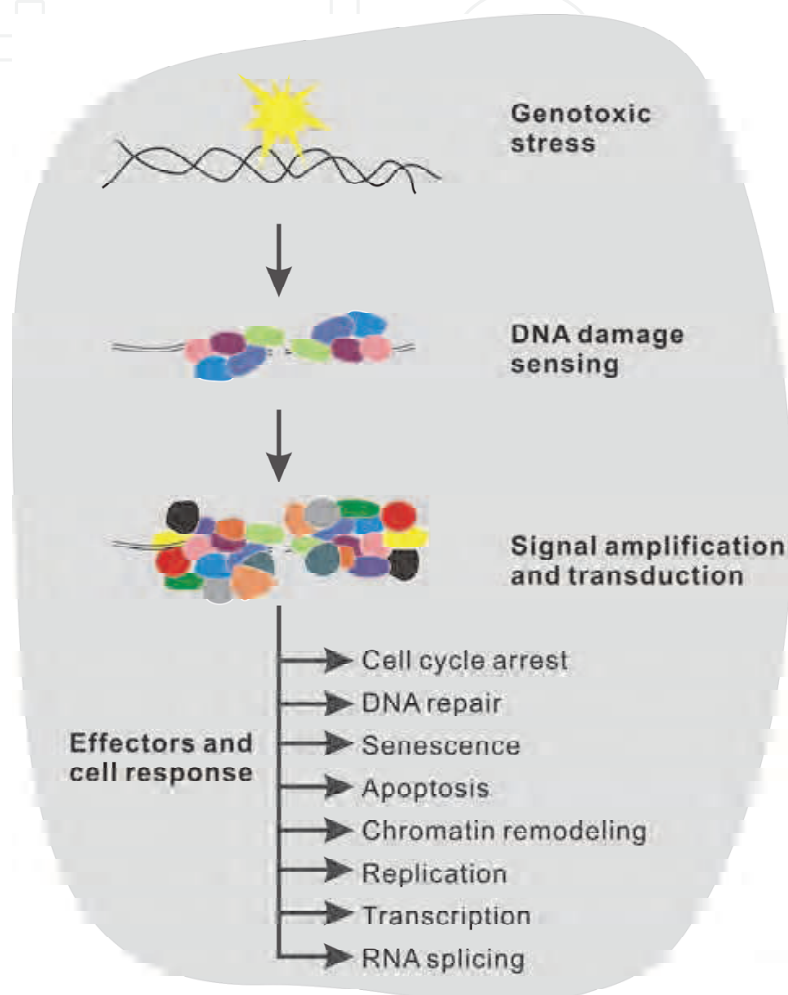 Genotoxic
stress
DNA damage
sensing
Signal amplification
and transduction
Effectors and
cell response
Cell cycle arrest
DNA repair
Senescence
Apoptosis
Chromatin remodeling
Replication
Transcription
RNA splicing